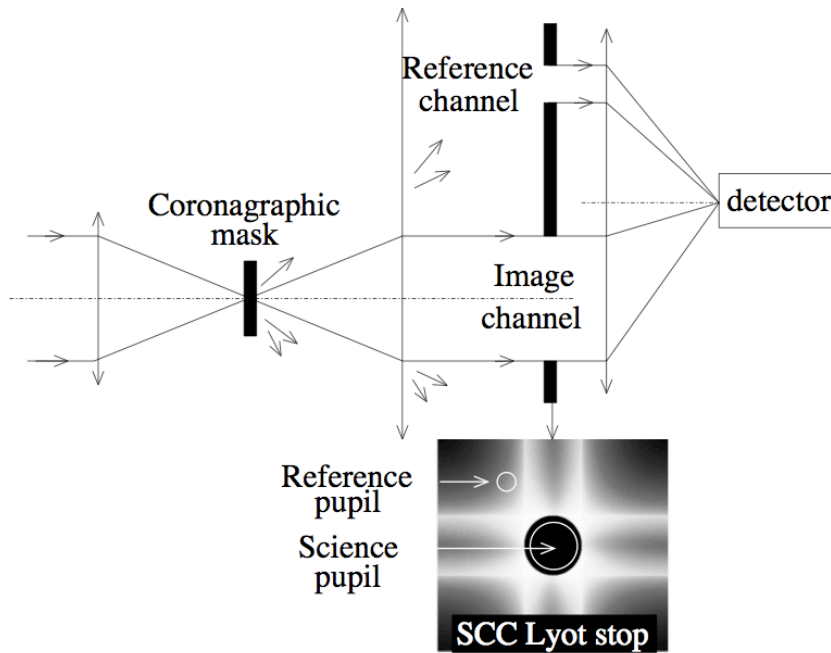 Reference
channel
Coronagraphic
mask
detector
Image
channel
Reference
pupil
Science
pupil
SCC Lyot stop